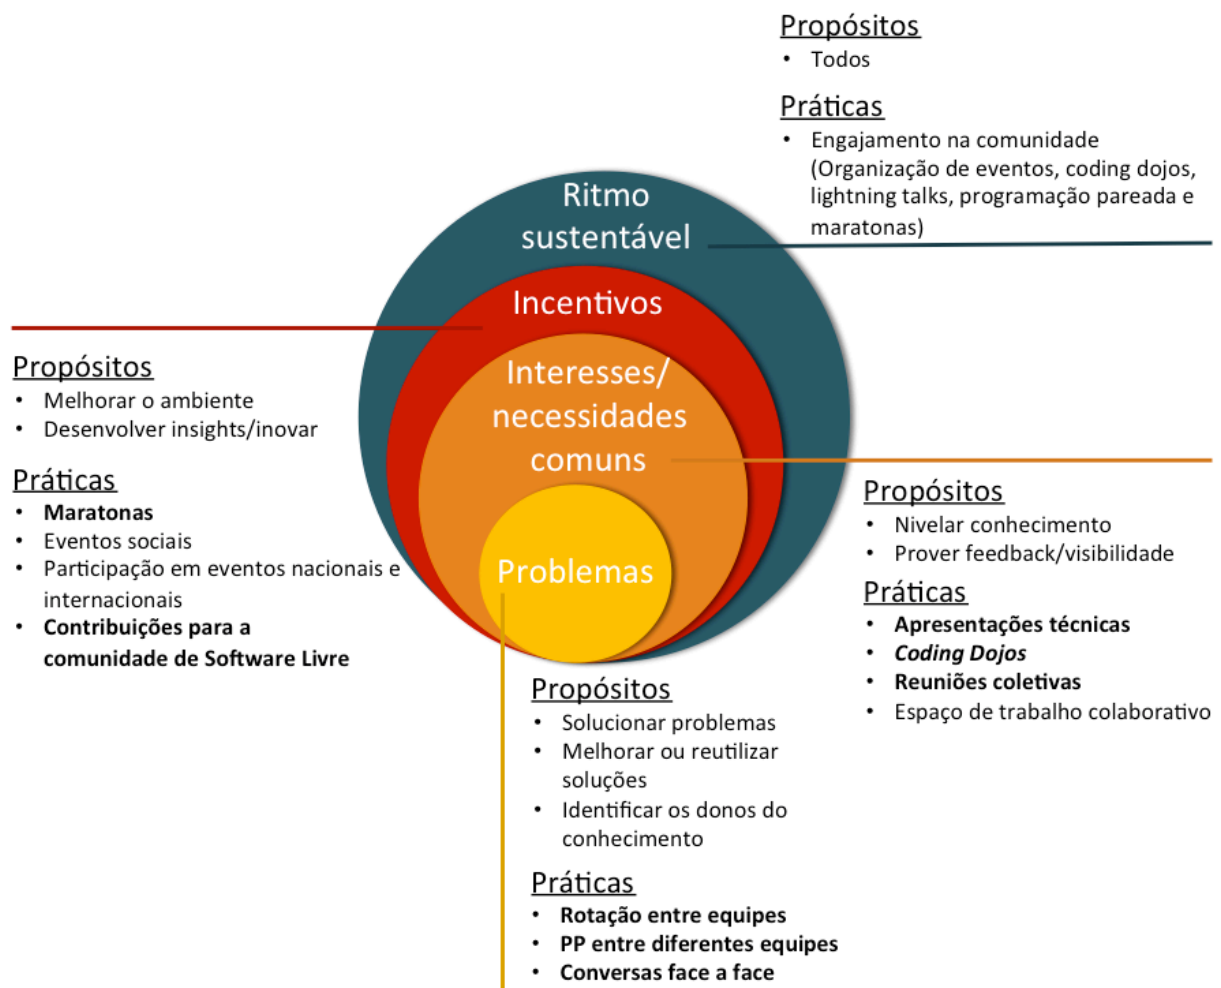 Propósitos
• Todos
Práticas
• Engajamento na comunidade
(Organização de eventos, coding dojos,
lightning talks, programação pareada e
maratonas)
Ritmo
sustentável
Incentivos
Interesses/
necessidades
comuns
Problemas
Propósitos
• Melhorar o ambiente
• Desenvolver insights/inovar
Práticas
• Maratonas
• Eventos sociais
• Participação em eventos nacionais e
internacionais
• Contribuições para a
comunidade de Software Livre
Propósitos
• Nivelar conhecimento
• Prover feedback/visibilidade
Práticas
• Apresentações técnicas
• Coding Dojos
• Reuniões coletivas
• Espaço de trabalho colaborativo
Propósitos
• Solucionar problemas
• Melhorar ou reutilizar
soluções
• Identificar os donos do
conhecimento
Práticas
• Rotação entre equipes
• PP entre diferentes equipes
• Conversas face a face